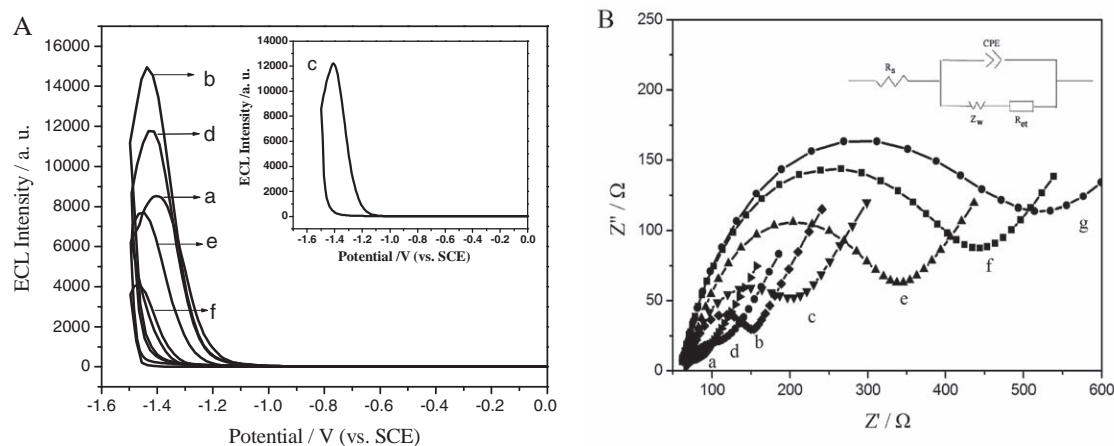 A
ECL Intensity / a. u.
16000
14000
12000
10000
8000
6000
4000
2000
0
b
d
a
e
f
-1.6 -1.4 -1.2 -1.0 -0.8 -0.6 -0.4 -0.2 0.0
Potential / V (vs. SCE)
c
ECL Intensity /a. u.
14000
12000
10000
8000
6000
4000
2000
0
-1.6 -1.4 -1.2 -1.0 -0.8 -0.6 -0.4 -0.2 0.0
Potential /V (vs. SCE)
B
Z'' / Ω
250
200
150
100
50
0
CPE
Rs
Zw
Ret
g
f
e
c
b
d
a
100 200 300 400 500 600
Z' / Ω